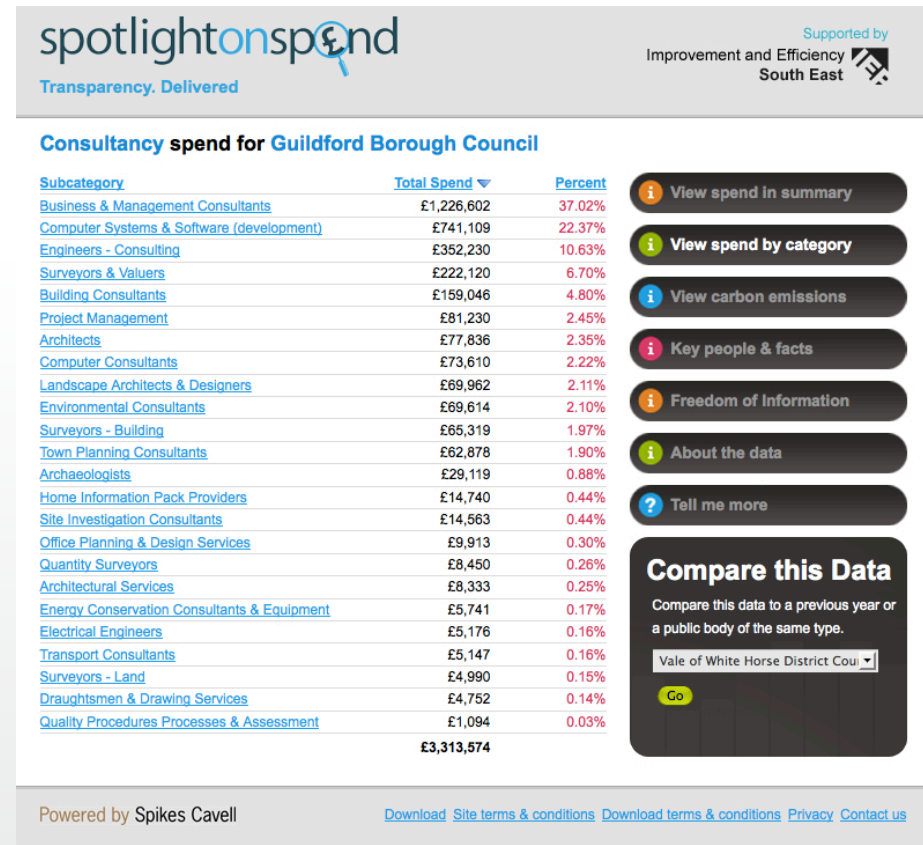 spotlightonsp£nd
Transparency. Delivered
Supported by
Improvement and Efficiency
South East
Consultancy spend for Guildford Borough Council
Subcategory Total Spend Percent
Business & Management Consultants £1,226,602 37.02%
Computer Systems & Software (development) £741,109 22.37%
Engineers - Consulting £352,230 10.63%
Surveyors & Valuers £222,120 6.70%
Building Consultants £159,046 4.80%
Project Management £81,230 2.45%
Architects £77,836 2.35%
Computer Consultants £73,610 2.22%
Landscape Architects & Designers £69,962 2.11%
Environmental Consultants £69,614 2.10%
Surveyors - Building £65,319 1.97%
Town Planning Consultants £62,878 1.90%
Archaeologists £29,119 0.88%
Home Information Pack Providers £14,740 0.44%
Site Investigation Consultants £14,563 0.44%
Office Planning & Design Services £9,913 0.30%
Quantity Surveyors £8,450 0.26%
Architectural Services £8,333 0.25%
Energy Conservation Consultants & Equipment £5,741 0.17%
Electrical Engineers £5,176 0.16%
Transport Consultants £5,147 0.16%
Surveyors - Land £4,990 0.15%
Draughtsmen & Drawing Services £4,752 0.14%
Quality Procedures Processes & Assessment £1,094 0.03%
£3,313,574
i View spend in summary
i View spend by category
i View carbon emissions
i Key people & facts
i Freedom of Information
i About the data
? Tell me more
Compare this Data
Compare this data to a previous year or
a public body of the same type.
Vale of White Horse District Cou
Go
Powered by Spikes Cavell
Download Site terms & conditions Download terms & conditions Privacy Contact us